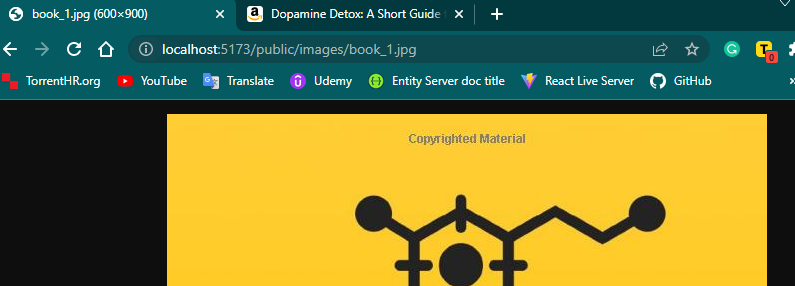 book_1.jpg (600×900)
Dopamine Detox: A Short Guide
localhost:5173/public/images/book_1.jpg
0
TorrentHR.org YouTube Translate Udemy Entity Server doc title React Live Server GitHub
Copyrighted Material